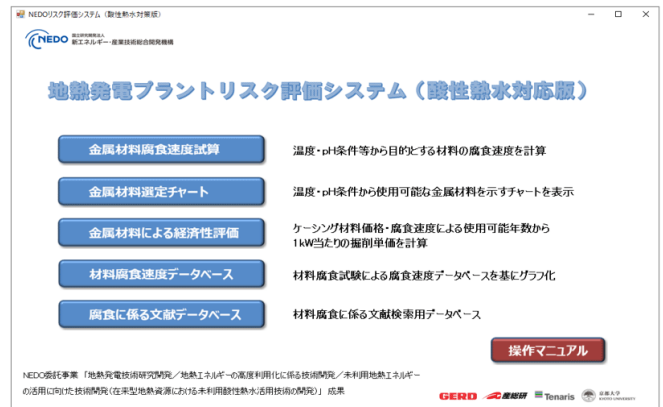 NEDOリスク評価システム（酸性熱水対策版）
NEDO 国立研究開発法人 新エネルギー・産業技術総合開発機構
地熱発電プラントリスク評価システム（酸性熱水対応版）
金属材料腐食速度試算 温度・pH条件等から目的とする材料の腐食速度を計算
金属材料選定チャート 温度・pH条件から使用可能な金属材料を示すチャートを表示
金属材料による経済性評価 ケーシング材料価格・腐食速度による使用可能年数から
1kW当たりの掘削単価を計算
材料腐食速度データベース 材料腐食試験による腐食速度データベースを基にグラフ化
腐食に係る文献データベース 材料腐食に係る文献検索用データベース
操作マニュアル
NEDO委託事業 「地熱発電技術研究開発／地熱エネルギーの高度利用化に係る技術開発／未利用地熱エネルギー
の活用に向けた技術開発(在来型地熱資源における未利用酸性熱水活用技術の開発)」 成果
GERD 産総研 Tenaris 京都大学 KYOTO UNIVERSITY